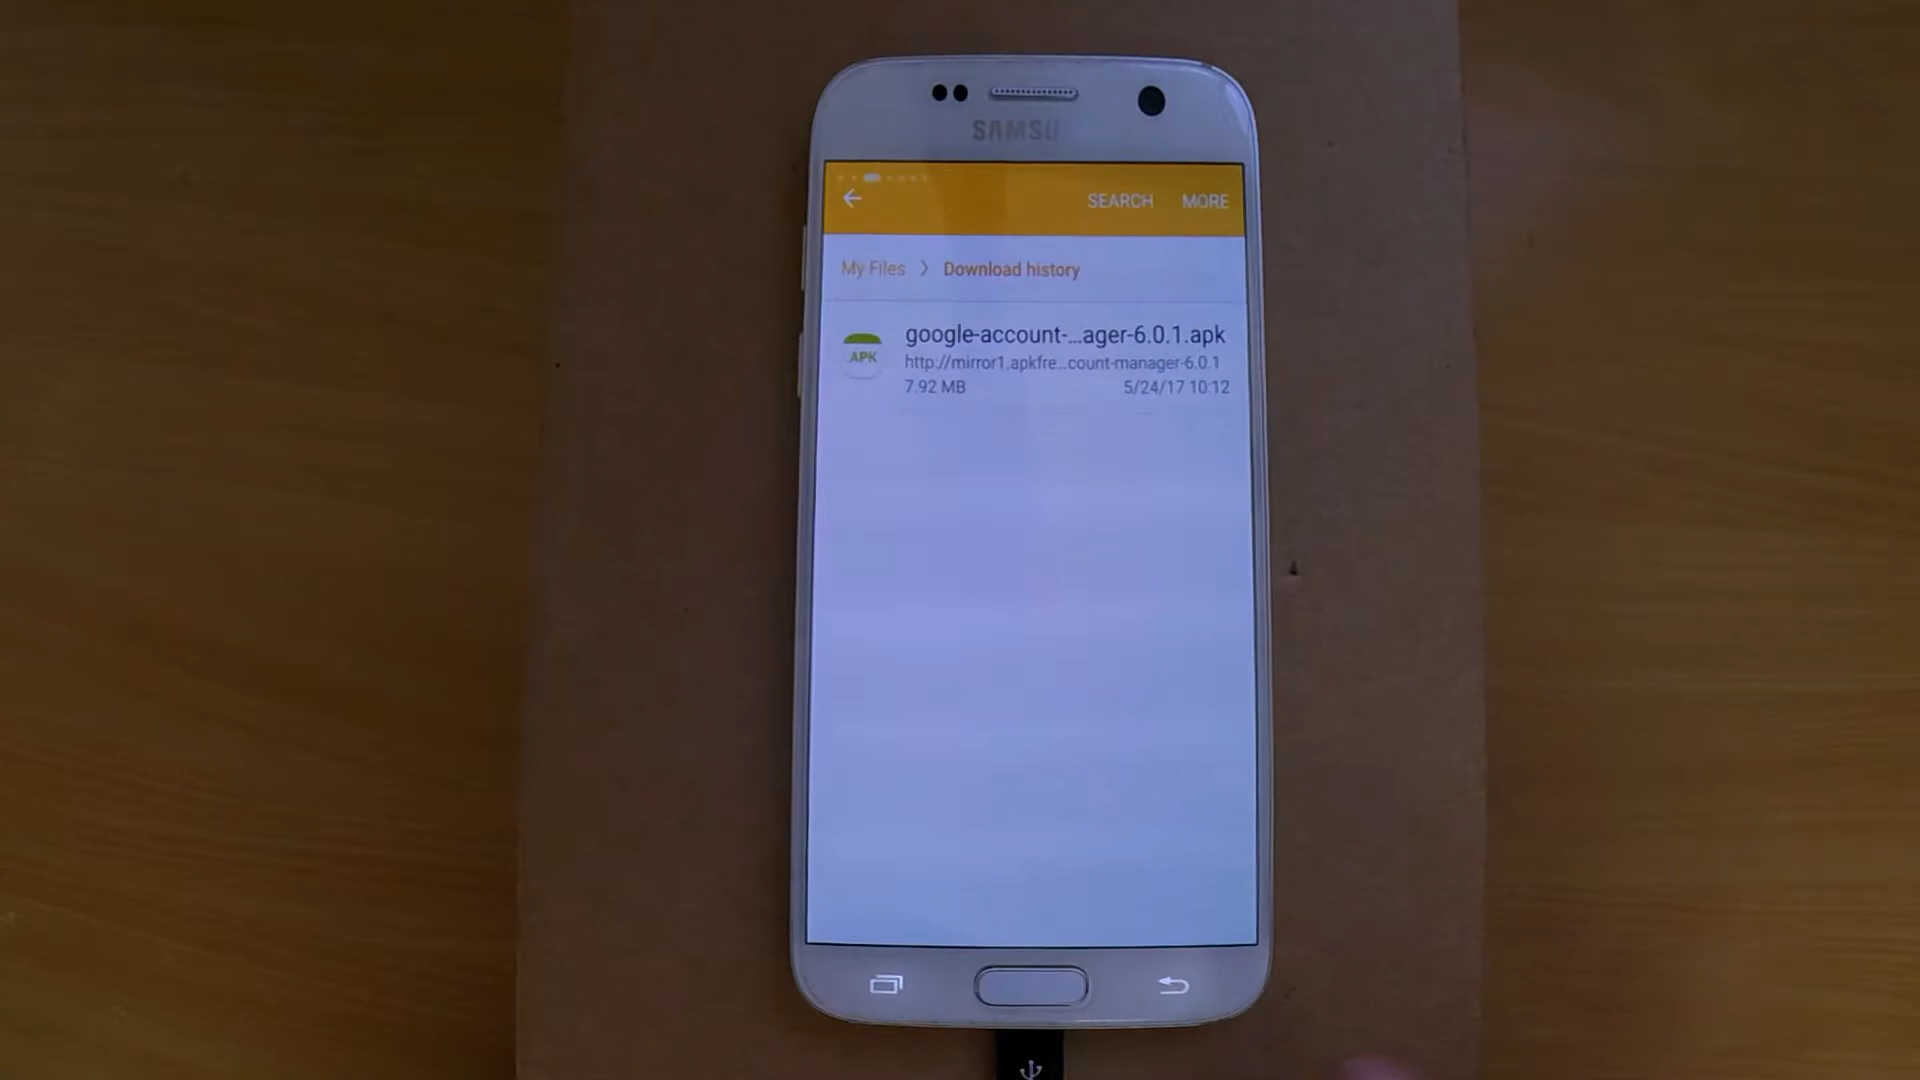 SAMSU
SEARCH MORE
My Files > Download history
google-account-...ager-6.0.1.apk
APK
http://mirror1.apkfre...count-manager-6.0.1
7.92 MB 5/24/17 10:12